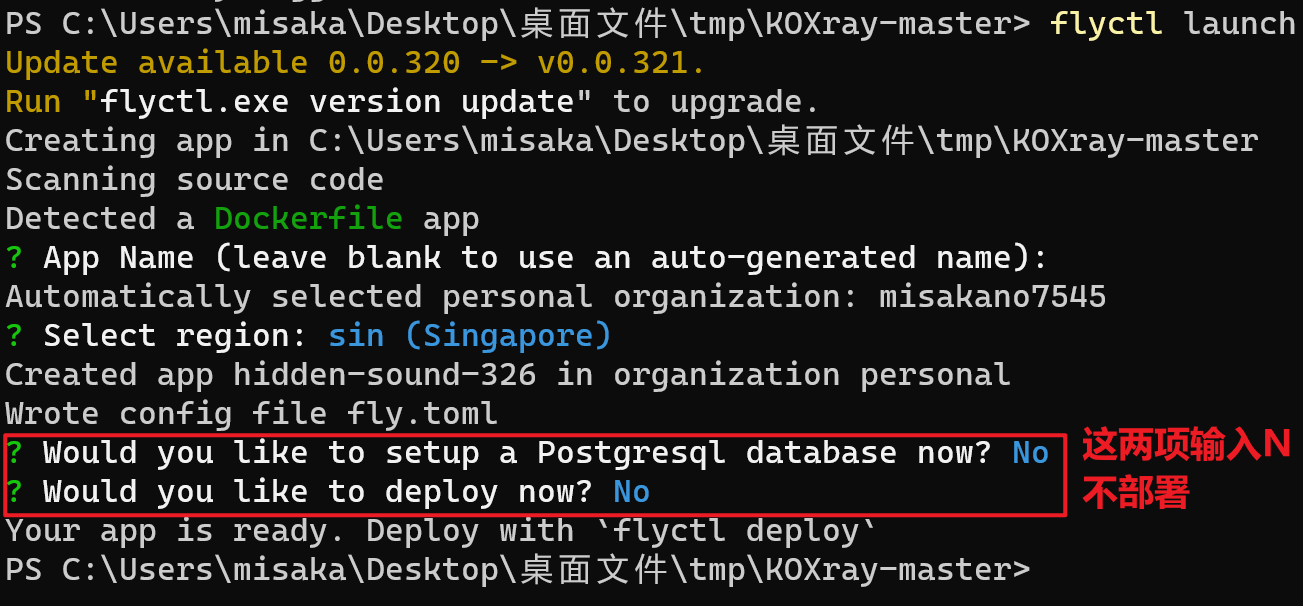 PS C:\Users\misaka\Desktop\桌面文件\tmp\KOXray-master> flyctl launch
Update available 0.0.320 -> v0.0.321.
Run "flyctl.exe version update" to upgrade.
Creating app in C:\Users\misaka\Desktop\桌面文件\tmp\KOXray-master
Scanning source code
Detected a Dockerfile app
? App Name (leave blank to use an auto-generated name):
Automatically selected personal organization: misakano7545
? Select region: sin (Singapore)
Created app hidden-sound-326 in organization personal
Wrote config file fly.toml
? Would you like to setup a Postgresql database now? No
? Would you like to deploy now? No
这两项输入N
不部署
Your app is ready. Deploy with `flyctl deploy`
PS C:\Users\misaka\Desktop\桌面文件\tmp\KOXray-master>